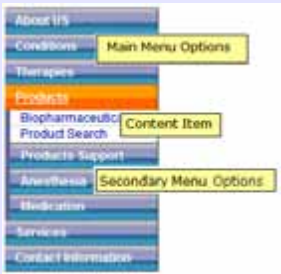 About US
Conditions
Main Menu Options
Therapies
Products
Biopharmaceutica
Content Item
Product Search
Products Support
Anesthesia
Secondary Menu Options
Medication
Services
Contact Information